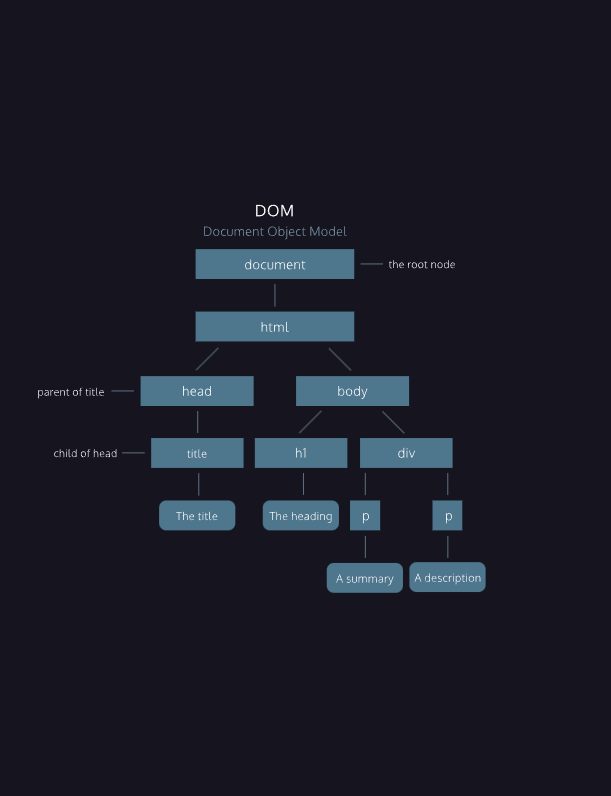 DOM
Document Object Model
document
the root node
html
parent of title
head
body
child of head
title
h1
div
The title
The heading
p
p
A summary
A description